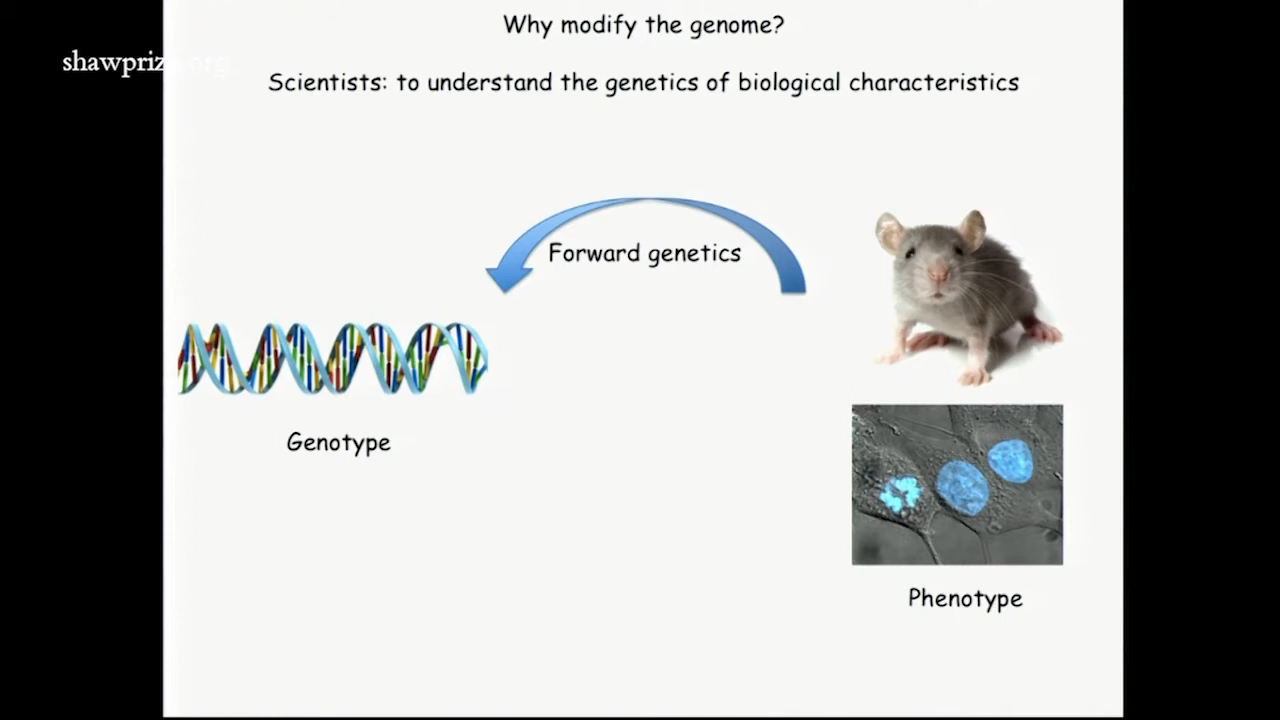 Why modify the genome?
shawprize.org
Scientists: to understand the genetics of biological characteristics
Forward genetics
Genotype
Phenotype